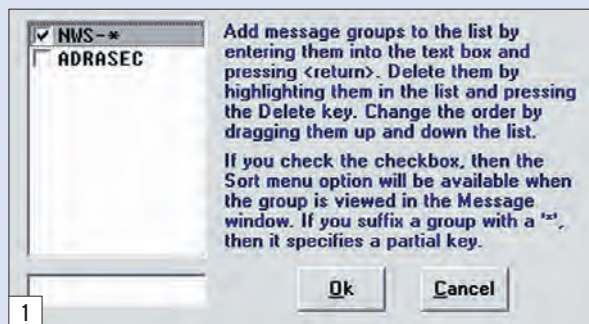 NWS-*
ADRASEC
Add message groups to the list by
entering them into the text box and
pressing <return>. Delete them by
highlighting them in the list and pressing
the Delete key. Change the order by
dragging them up and down the list.
If you check the checkbox, then the
Sort menu option will be available when
the group is viewed in the Message
window. If you suffix a group with a '*',
then it specifies a partial key.
Ok
Cancel
1